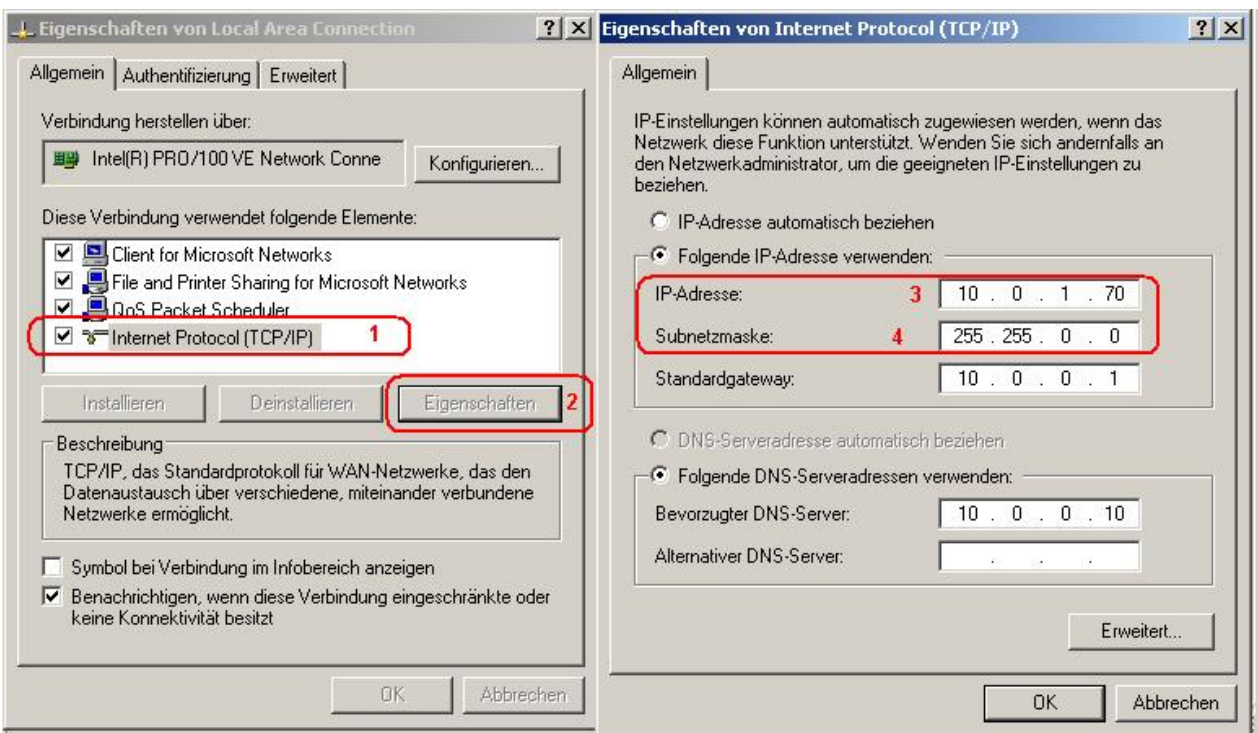 Eigenschaften von Local Area Connection
Allgemein Authentifizierung Erweitert
Verbindung herstellen über:
Intel(R) PRO/100 VE Network Conne Konfigurieren...
Diese Verbindung verwendet folgende Elemente:
Client for Microsoft Networks
File and Printer Sharing for Microsoft Networks
QoS Packet Scheduler
Internet Protocol (TCP/IP) 1
Installieren Deinstallieren Eigenschaften 2
Beschreibung
TCP/IP, das Standardprotokoll für WAN-Netzwerke, das den
Datenaustausch über verschiedene, miteinander verbundene
Netzwerke ermöglicht.
Symbol bei Verbindung im Infobereich anzeigen
Benachrichtigen, wenn diese Verbindung eingeschränkte oder
keine Konnektivität besitzt
OK Abbrechen
Eigenschaften von Internet Protocol (TCP/IP)
Allgemein
IP-Einstellungen können automatisch zugewiesen werden, wenn das
Netzwerk diese Funktion unterstützt. Wenden Sie sich andernfalls an
den Netzwerkadministrator, um die geeigneten IP-Einstellungen zu
beziehen.
IP-Adresse automatisch beziehen
Folgende IP-Adresse verwenden:
IP-Adresse: 3 10 . 0 . 1 . 70
Subnetzmaske: 4 255 . 255 . 0 . 0
Standardgateway: 10 . 0 . 0 . 1
DNS-Serveradresse automatisch beziehen
Folgende DNS-Serveradressen verwenden:
Bevorzugter DNS-Server: 10 . 0 . 0 . 10
Alternativer DNS-Server: . . .
Erweitert...
OK Abbrechen